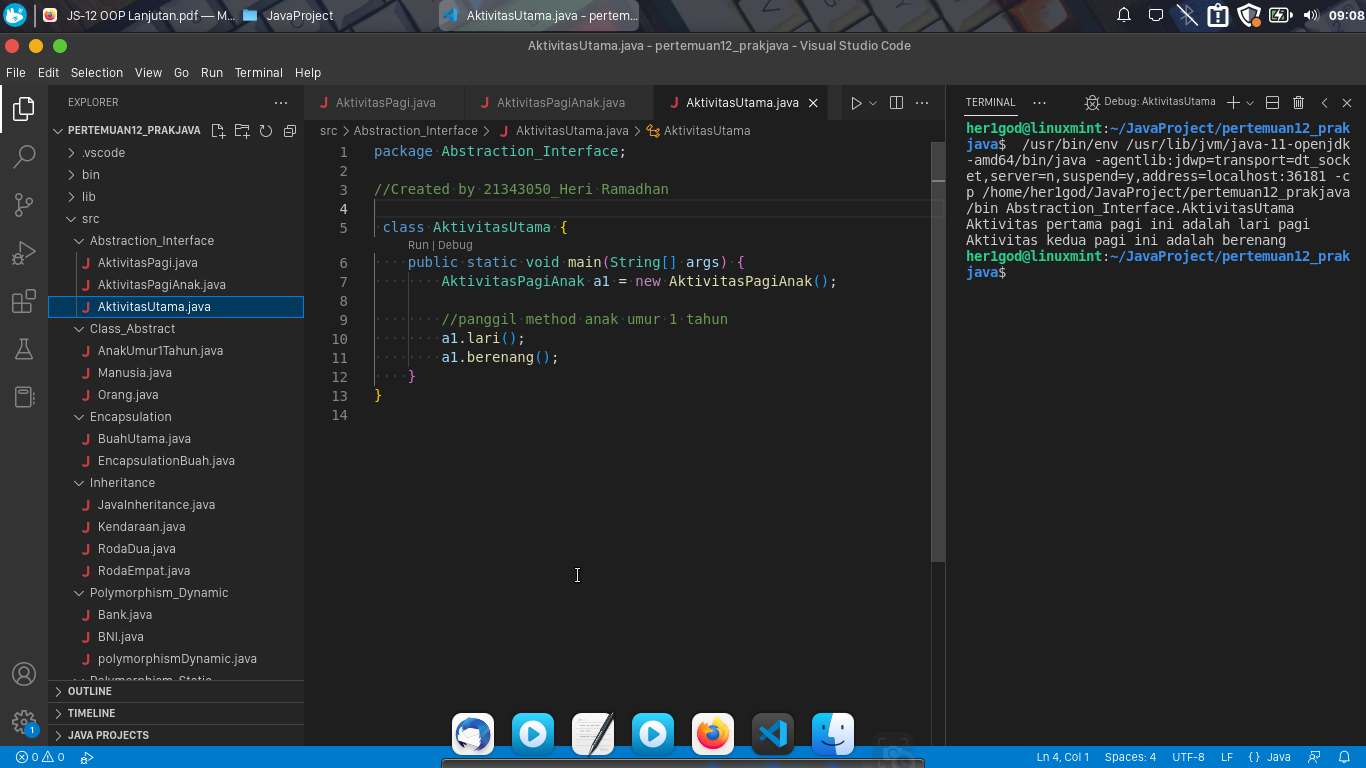 JS-12 OOP Lanjutan.pdf — M...
JavaProject
AktivitasUtama.java - pertem...
09:08
AktivitasUtama.java - pertemuan12_prakjava - Visual Studio Code
File Edit Selection View Go Run Terminal Help
EXPLORER
PERTEMUAN12_PRAKJAVA
.vscode
bin
lib
src
Abstraction_Interface
AktivitasPagi.java
AktivitasPagiAnak.java
AktivitasUtama.java
Class_Abstract
AnakUmur1Tahun.java
Manusia.java
Orang.java
Encapsulation
BuahUtama.java
EncapsulationBuah.java
Inheritance
JavaInheritance.java
Kendaraan.java
RodaDua.java
RodaEmpat.java
Polymorphism_Dynamic
Bank.java
BNI.java
polymorphismDynamic.java
Polymorphism_Static
OUTLINE
TIMELINE
JAVA PROJECTS
AktivitasPagi.java
AktivitasPagiAnak.java
AktivitasUtama.java
src > Abstraction_Interface > AktivitasUtama.java > AktivitasUtama
1 package Abstraction_Interface;
2
3 //Created by 21343050_Heri Ramadhan
4
5 class AktivitasUtama {
Run | Debug
6 public static void main(String[] args) {
7 AktivitasPagiAnak a1 = new AktivitasPagiAnak();
8
9 //panggil method anak umur 1 tahun
10 a1.lari();
11 a1.berenang();
12 }
13 }
14
TERMINAL
Debug: AktivitasUtama
her1god@linuxmint:~/JavaProject/pertemuan12_prak
java$ /usr/bin/env /usr/lib/jvm/java-11-openjdk
-amd64/bin/java -agentlib:jdwp=transport=dt_sock
et,server=n,suspend=y,address=localhost:36181 -c
p /home/her1god/JavaProject/pertemuan12_prakjava
/bin Abstraction_Interface.AktivitasUtama
Aktivitas pertama pagi ini adalah lari pagi
Aktivitas kedua pagi ini adalah berenang
her1god@linuxmint:~/JavaProject/pertemuan12_prak
java$
1
0 0
Ln 4, Col 1
Spaces: 4
UTF-8
LF
{ } Java